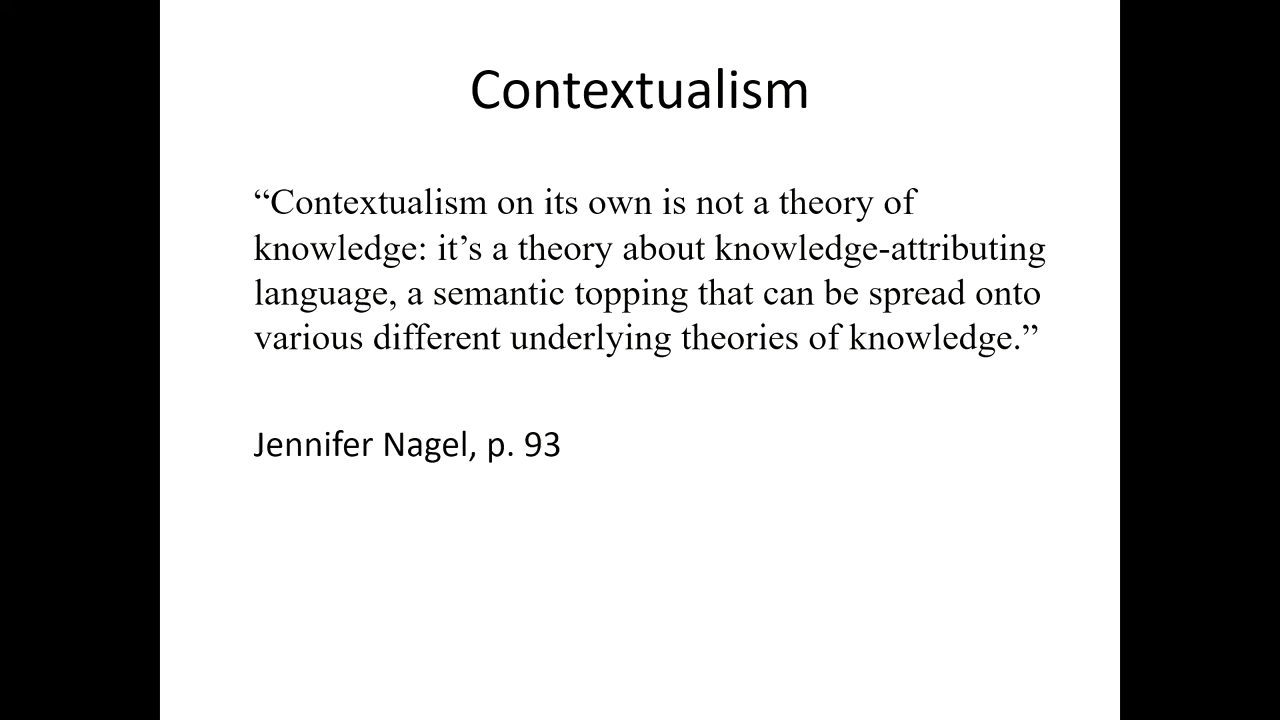 Contextualism
“Contextualism on its own is not a theory of
knowledge: it’s a theory about knowledge-attributing
language, a semantic topping that can be spread onto
various different underlying theories of knowledge.”
Jennifer Nagel, p. 93